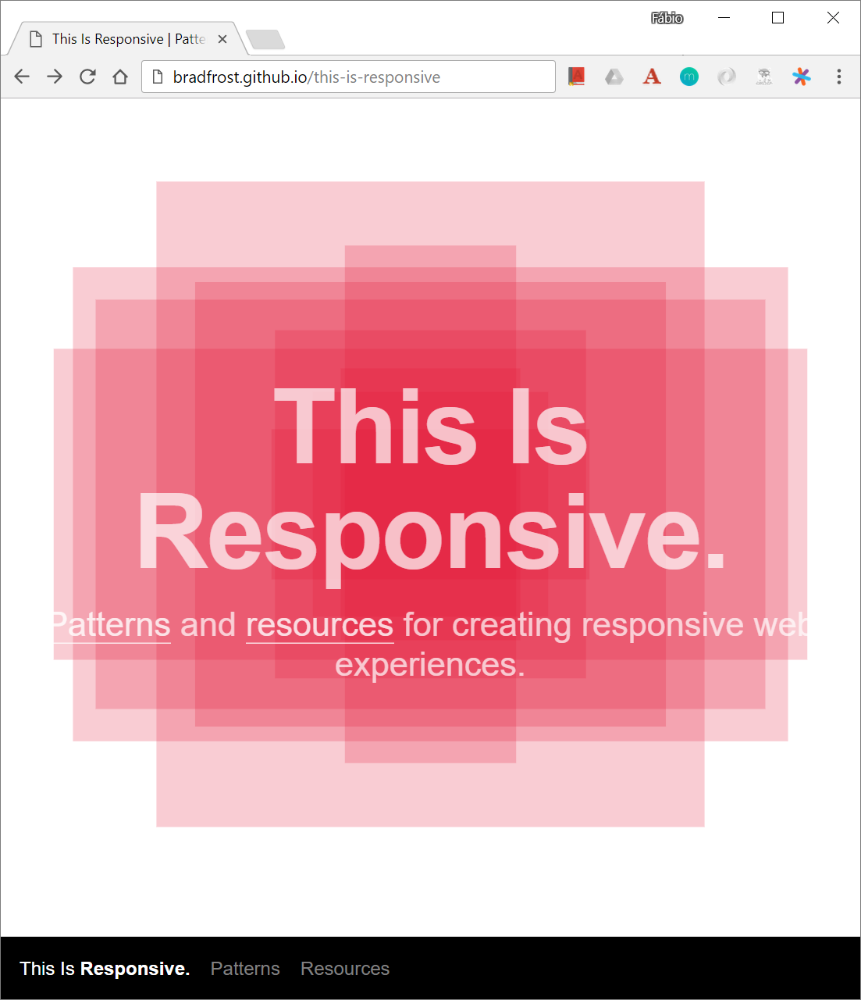 Fábio
This Is Responsive | Patte
bradfrost.github.io/this-is-responsive
This Is
Responsive.
Patterns and resources for creating responsive web
experiences.
This Is Responsive. Patterns Resources